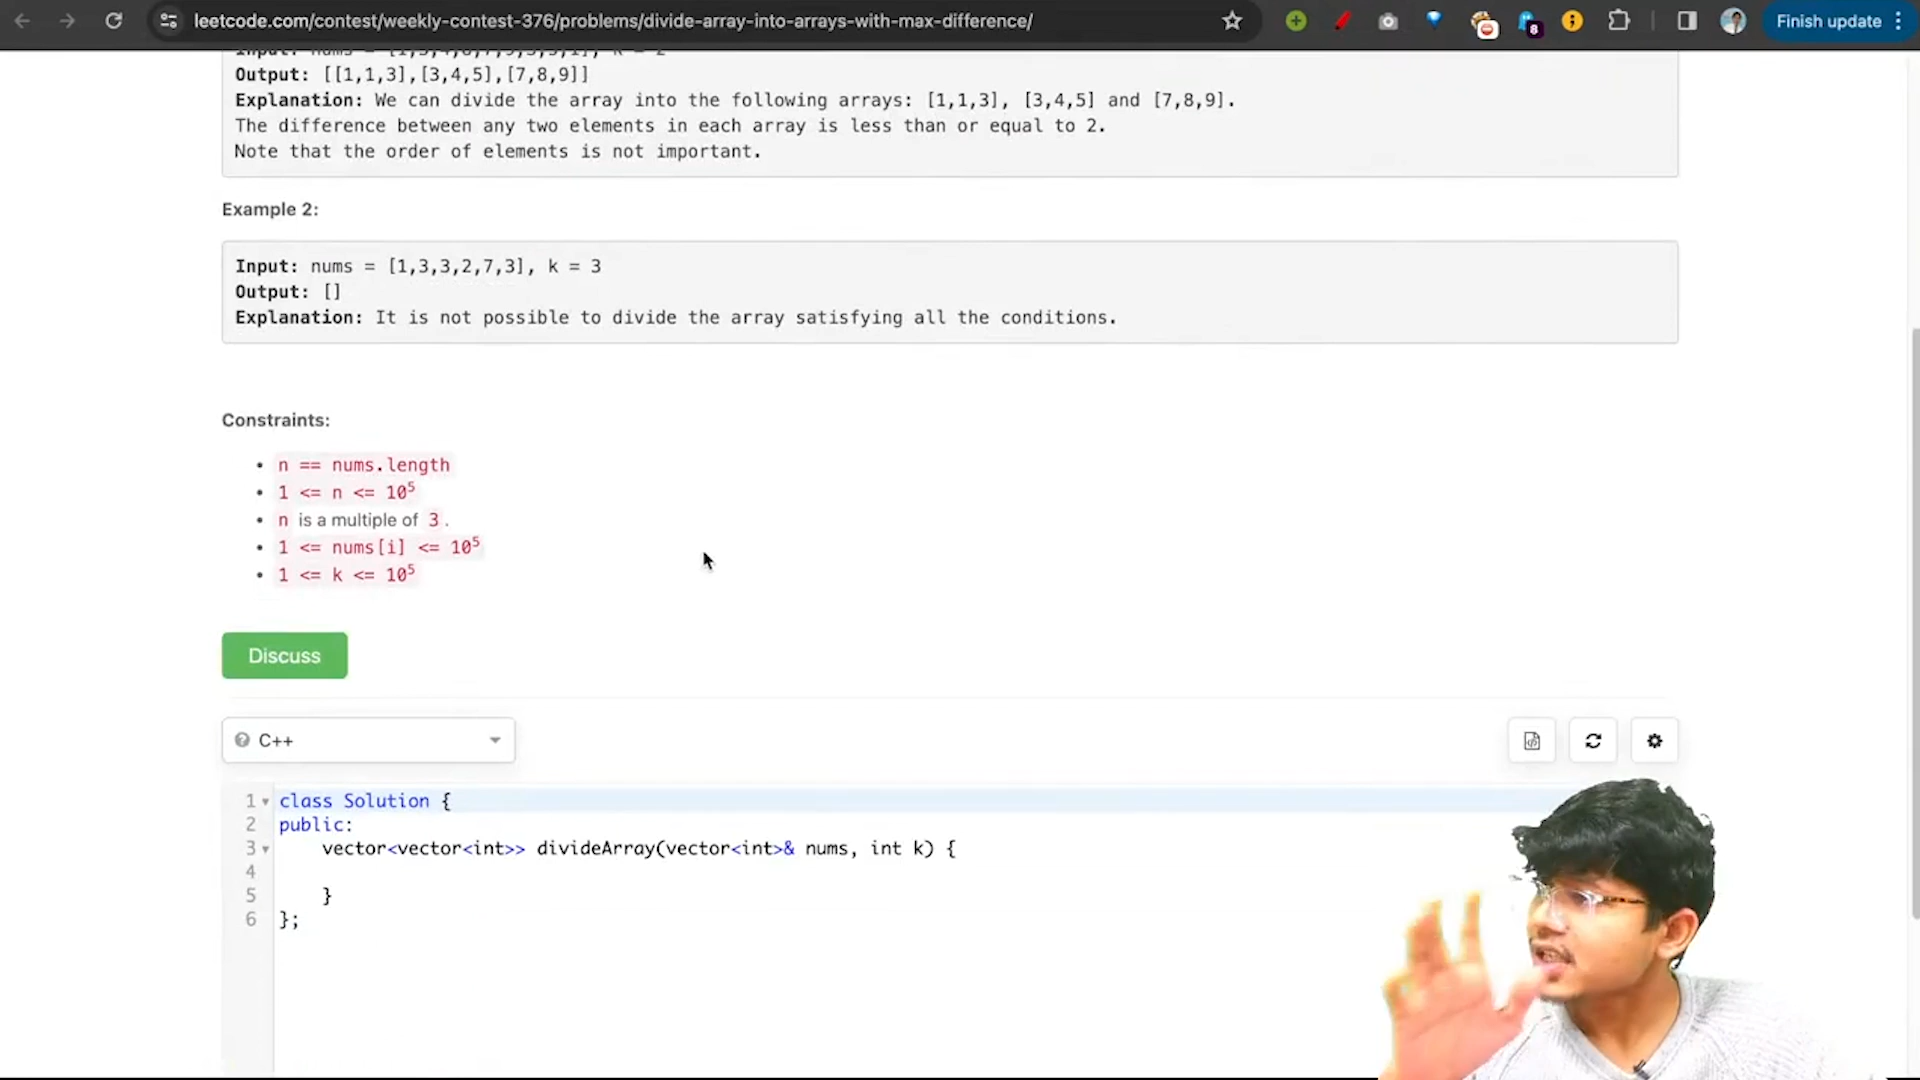 leetcode.com/contest/weekly-contest-376/problems/divide-array-into-arrays-with-max-difference/
Finish update
8
Output: [[1,1,3],[3,4,5],[7,8,9]]
Explanation: We can divide the array into the following arrays: [1,1,3], [3,4,5] and [7,8,9].
The difference between any two elements in each array is less than or equal to 2.
Note that the order of elements is not important.
Example 2:
Input: nums = [1,3,3,2,7,3], k = 3
Output: []
Explanation: It is not possible to divide the array satisfying all the conditions.
Constraints:
• n == nums.length
• 1 <= n <= 10⁵
• n is a multiple of 3.
• 1 <= nums[i] <= 10⁵
• 1 <= k <= 10⁵
Discuss
C++
1 class Solution {
2 public:
3 vector<vector<int>> divideArray(vector<int>& nums, int k) {
4
5 }
6 };